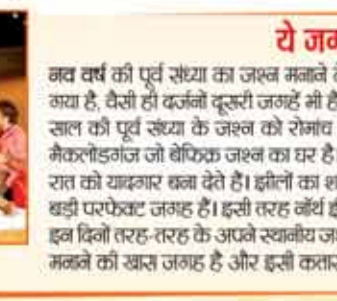 ये जग
नव वर्ष की पूर्व संध्या का जश्न मनाने
गया है, वैसी ही दर्जनों दूसरी जगहें भी है
साल की पूर्व संध्या के जश्न को रोमांच
मैकलोडगंज जो बेफिक्र जश्न का घर है।
रात को यादगार बना देते हैं। झीलों का श
बड़ी परफेक्ट जगह हैं। इसी तरह नॉर्थ ई
इन दिनों तरह-तरह के अपने स्थानीय ज
मनाने की खास जगह है और इसी कतार